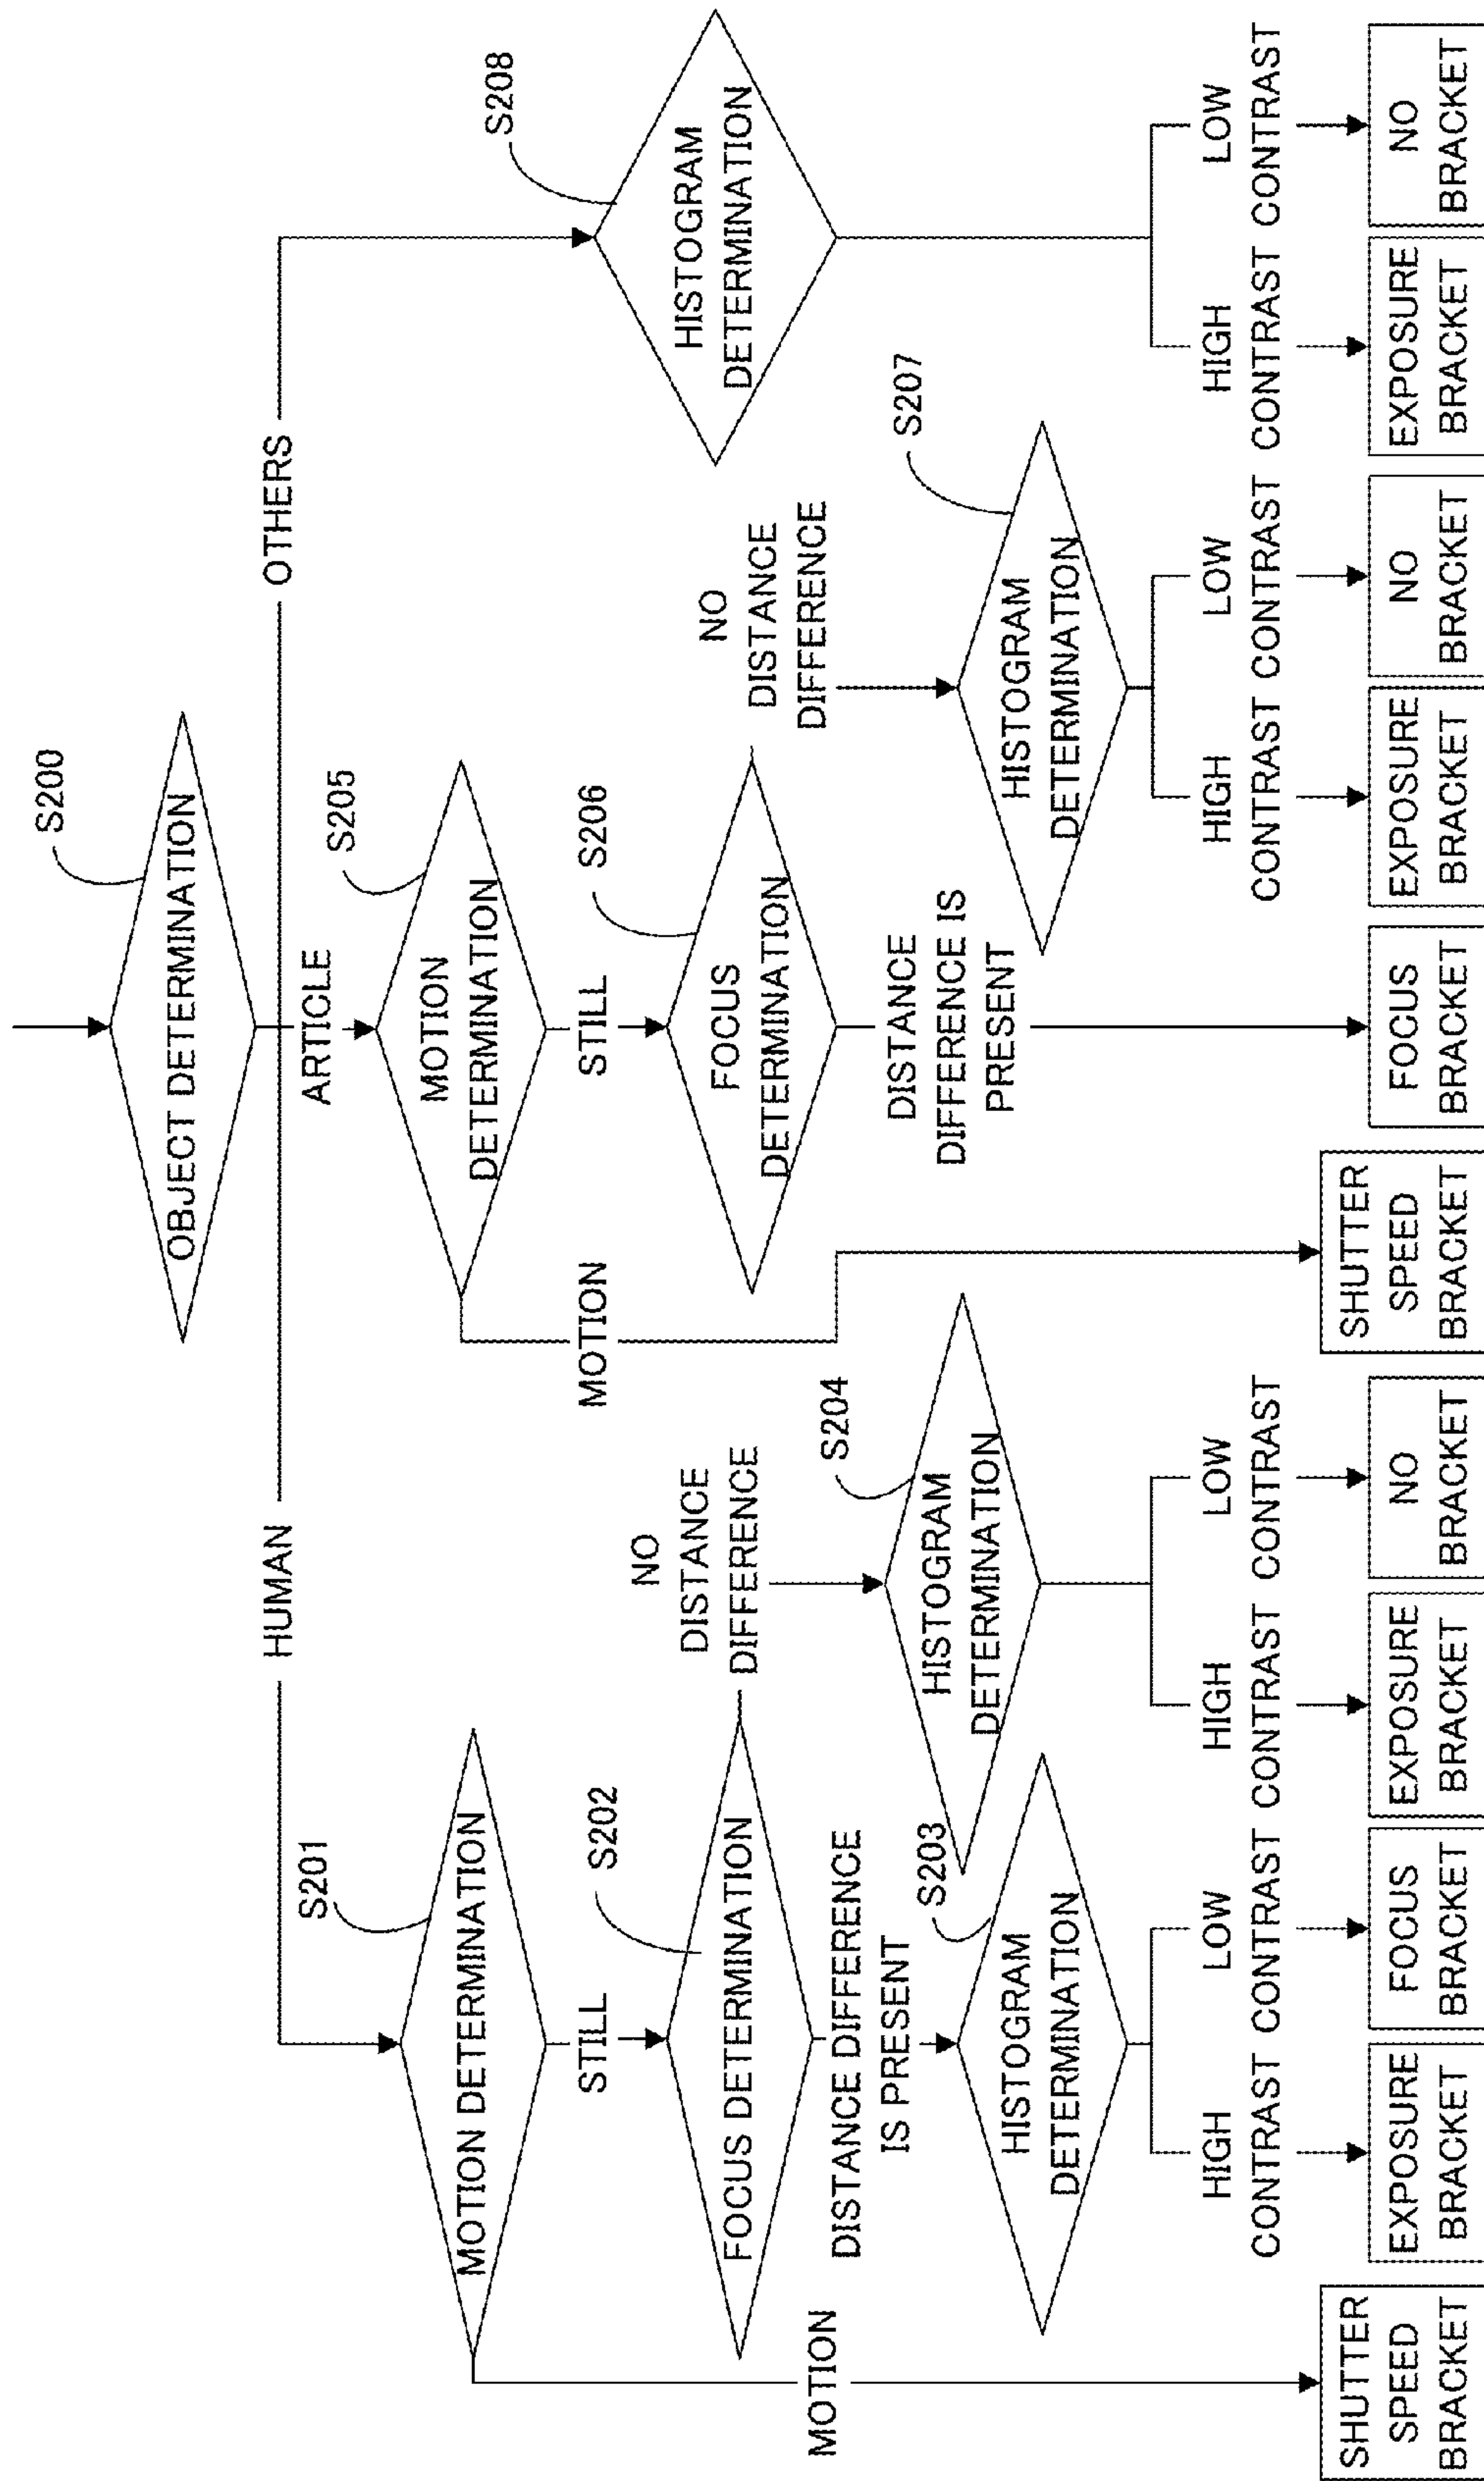 S200
OBJECT DETERMINATION
HUMAN
ARTICLE
OTHERS
S201
MOTION DETERMINATION
STILL
S202
FOCUS DETERMINATION
NO
DISTANCE
DIFFERENCE
DISTANCE DIFFERENCE
IS PRESENT
MOTION
S203
HISTOGRAM
DETERMINATION
S204
HISTOGRAM
DETERMINATION
S205
MOTION
DETERMINATION
MOTION
STILL
S206
FOCUS
DETERMINATION
DISTANCE
DIFFERENCE IS
PRESENT
NO
DISTANCE
DIFFERENCE
S207
HISTOGRAM
DETERMINATION
S208
HISTOGRAM
DETERMINATION
HIGH
CONTRAST
LOW
CONTRAST
HIGH
CONTRAST
LOW
CONTRAST
HIGH
CONTRAST
LOW
CONTRAST
HIGH
CONTRAST
LOW
CONTRAST
SHUTTER
SPEED
BRACKET
EXPOSURE
BRACKET
FOCUS
BRACKET
EXPOSURE
BRACKET
NO
BRACKET
SHUTTER
SPEED
BRACKET
FOCUS
BRACKET
EXPOSURE
BRACKET
NO
BRACKET
EXPOSURE
BRACKET
NO
BRACKET